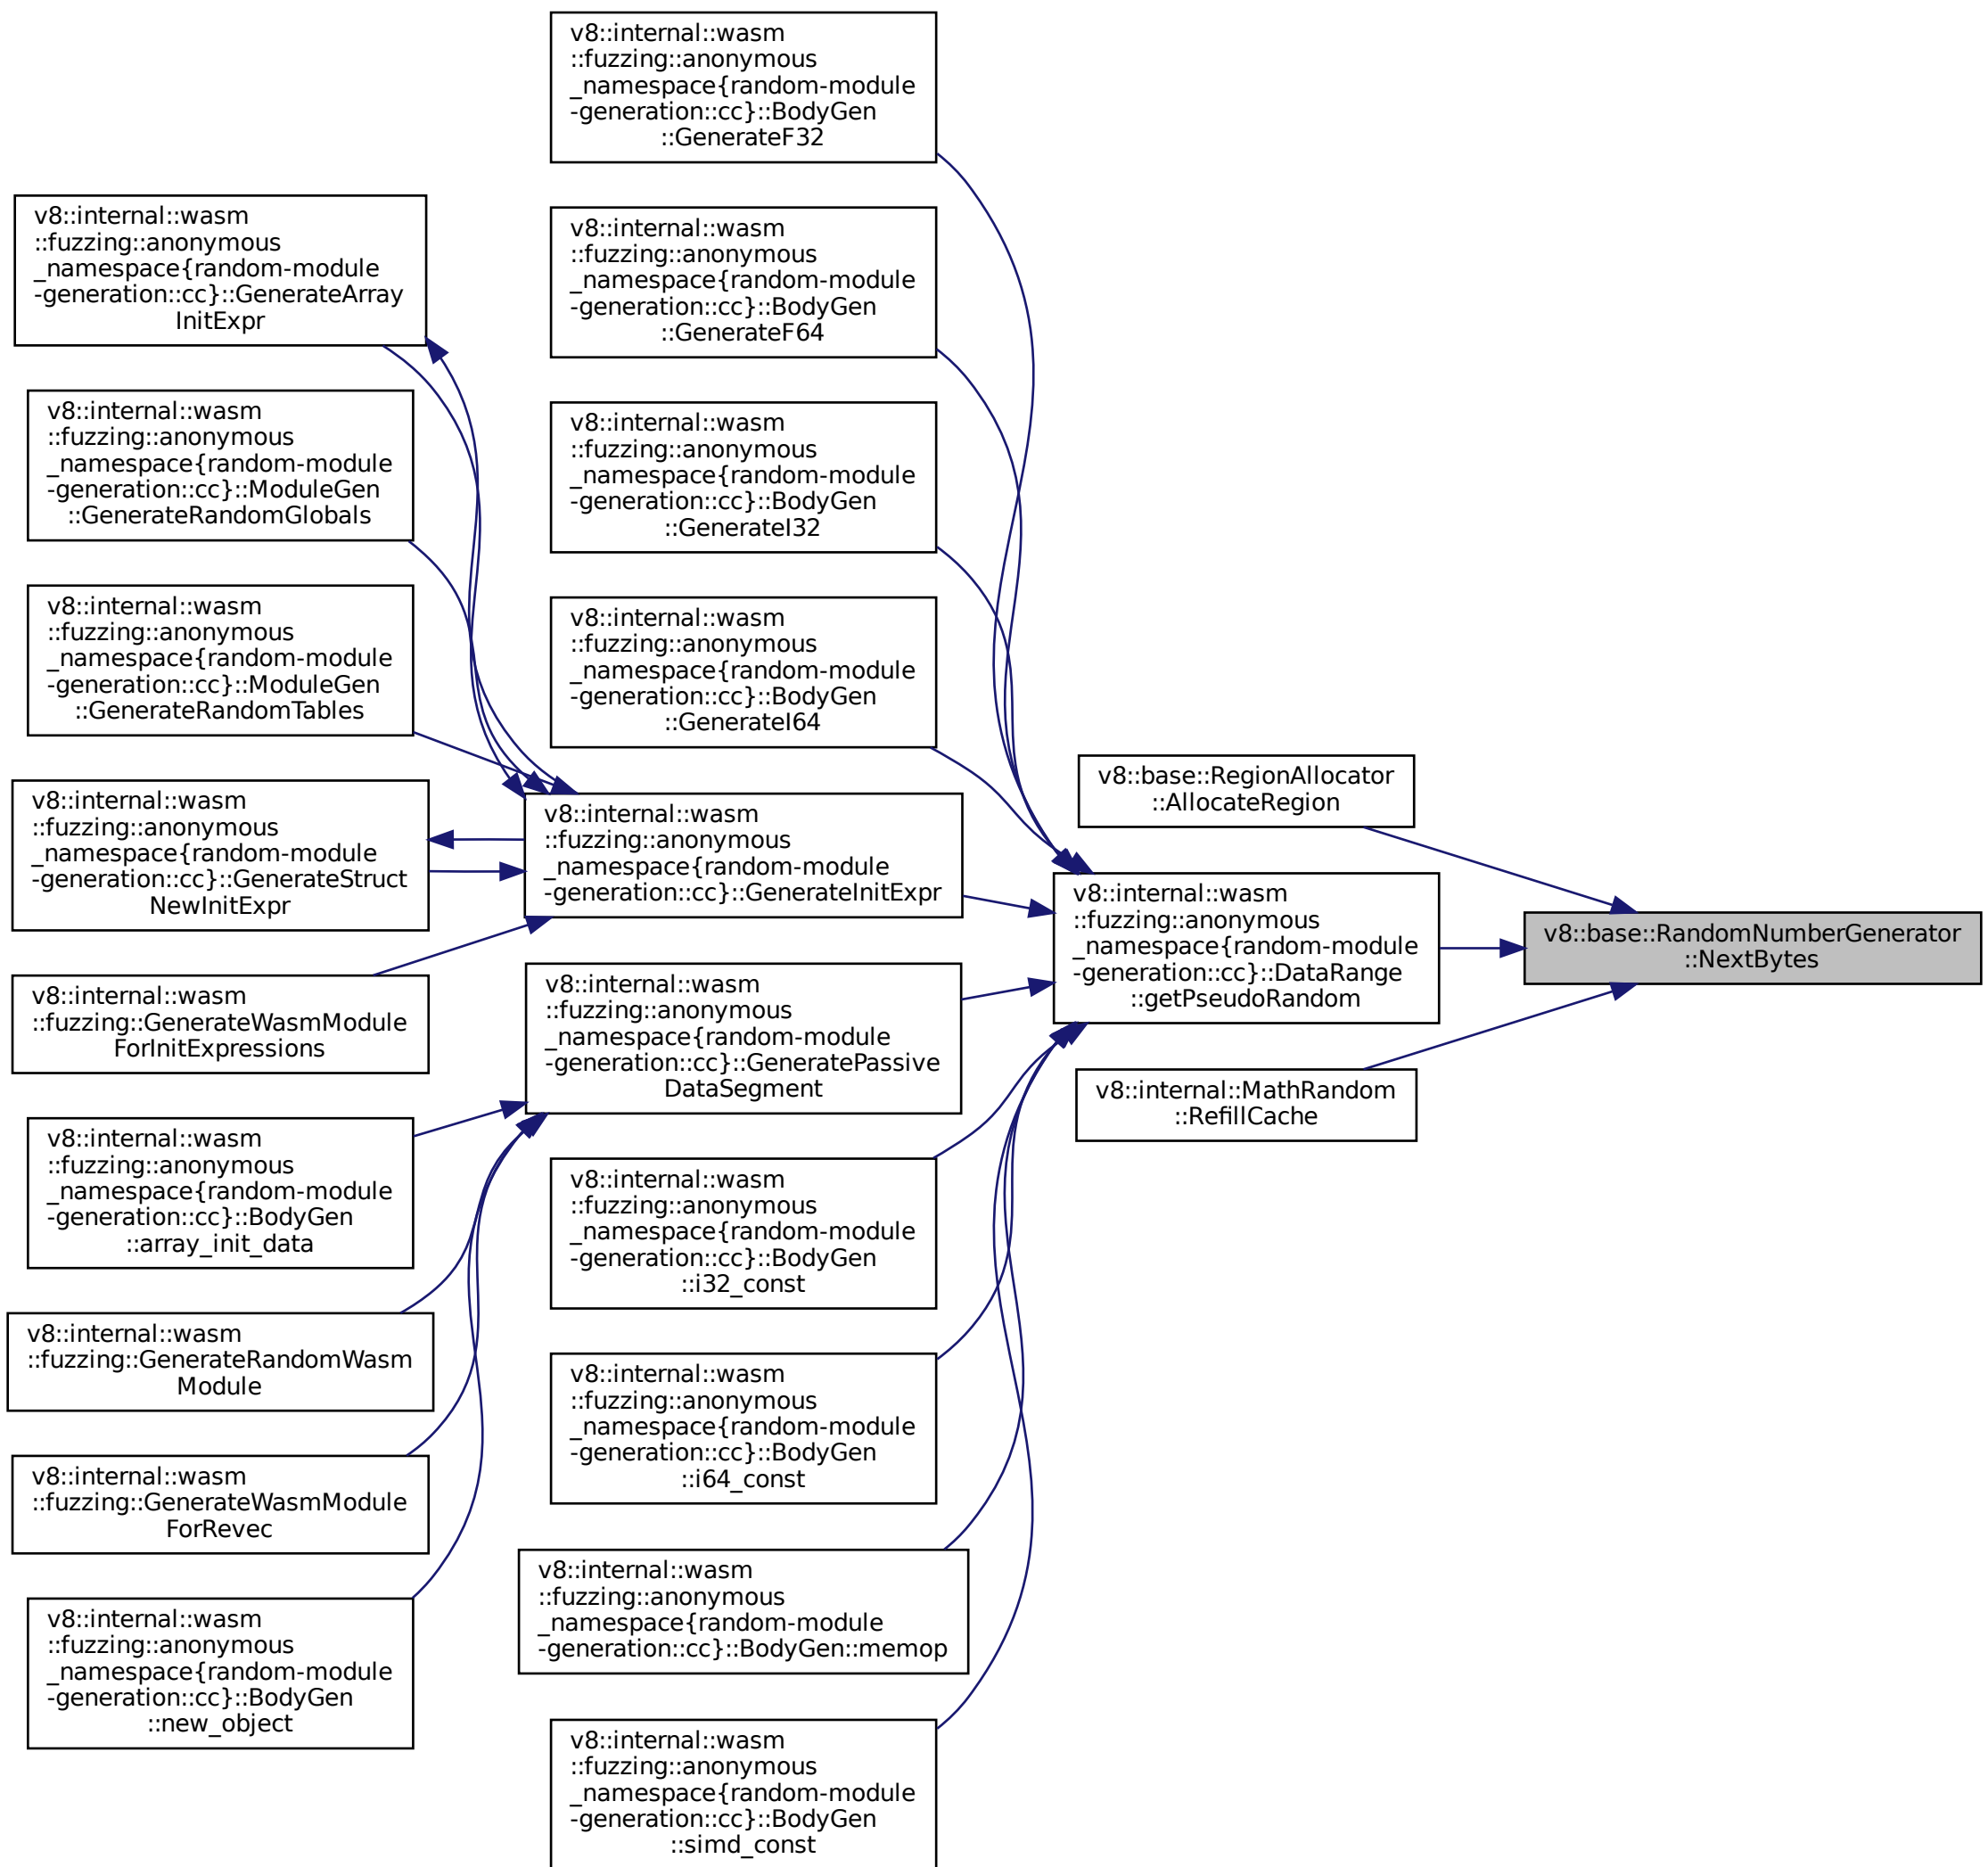 v8::internal::wasm
::fuzzing::anonymous
_namespace{random-module
-generation::cc}::GenerateArray
InitExpr
v8::internal::wasm
::fuzzing::anonymous
_namespace{random-module
-generation::cc}::ModuleGen
::GenerateRandomGlobals
v8::internal::wasm
::fuzzing::anonymous
_namespace{random-module
-generation::cc}::ModuleGen
::GenerateRandomTables
v8::internal::wasm
::fuzzing::anonymous
_namespace{random-module
-generation::cc}::GenerateStruct
NewInitExpr
v8::internal::wasm
::fuzzing::GenerateWasmModule
ForInitExpressions
v8::internal::wasm
::fuzzing::anonymous
_namespace{random-module
-generation::cc}::BodyGen
::array_init_data
v8::internal::wasm
::fuzzing::GenerateRandomWasm
Module
v8::internal::wasm
::fuzzing::GenerateWasmModule
ForRevec
v8::internal::wasm
::fuzzing::anonymous
_namespace{random-module
-generation::cc}::BodyGen
::new_object
v8::internal::wasm
::fuzzing::anonymous
_namespace{random-module
-generation::cc}::BodyGen
::GenerateF32
v8::internal::wasm
::fuzzing::anonymous
_namespace{random-module
-generation::cc}::BodyGen
::GenerateF64
v8::internal::wasm
::fuzzing::anonymous
_namespace{random-module
-generation::cc}::BodyGen
::GenerateI32
v8::internal::wasm
::fuzzing::anonymous
_namespace{random-module
-generation::cc}::BodyGen
::GenerateI64
v8::internal::wasm
::fuzzing::anonymous
_namespace{random-module
-generation::cc}::GenerateInitExpr
v8::internal::wasm
::fuzzing::anonymous
_namespace{random-module
-generation::cc}::GeneratePassive
DataSegment
v8::internal::wasm
::fuzzing::anonymous
_namespace{random-module
-generation::cc}::BodyGen
::i32_const
v8::internal::wasm
::fuzzing::anonymous
_namespace{random-module
-generation::cc}::BodyGen
::i64_const
v8::internal::wasm
::fuzzing::anonymous
_namespace{random-module
-generation::cc}::BodyGen::memop
v8::internal::wasm
::fuzzing::anonymous
_namespace{random-module
-generation::cc}::BodyGen
::simd_const
v8::base::RegionAllocator
::AllocateRegion
v8::internal::wasm
::fuzzing::anonymous
_namespace{random-module
-generation::cc}::DataRange
::getPseudoRandom
v8::internal::MathRandom
::RefillCache
v8::base::RandomNumberGenerator
::NextBytes